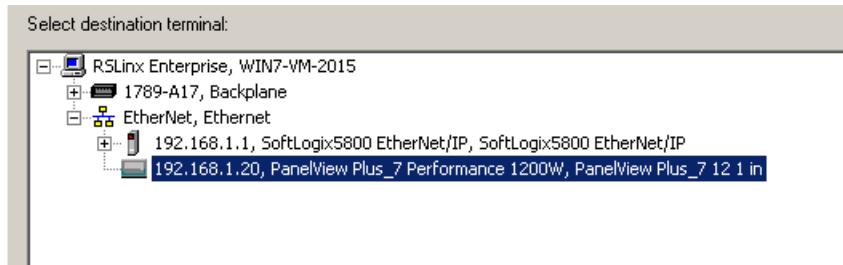 Select destination terminal:
RSLinx Enterprise, WIN7-VM-2015
1789-A17, Backplane
EtherNet, Ethernet
192.168.1.1, SoftLogix5800 EtherNet/IP, SoftLogix5800 EtherNet/IP
192.168.1.20, PanelView Plus_7 Performance 1200W, PanelView Plus_7 12 1 in